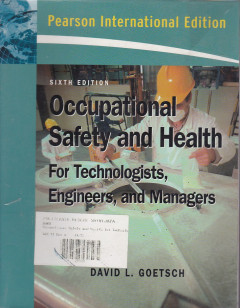 Pearson International Edition
SIXTH EDITION
Occupational
Safety and Health
For Technologists,
Engineers, and Managers
DAVID L. GOETSCH